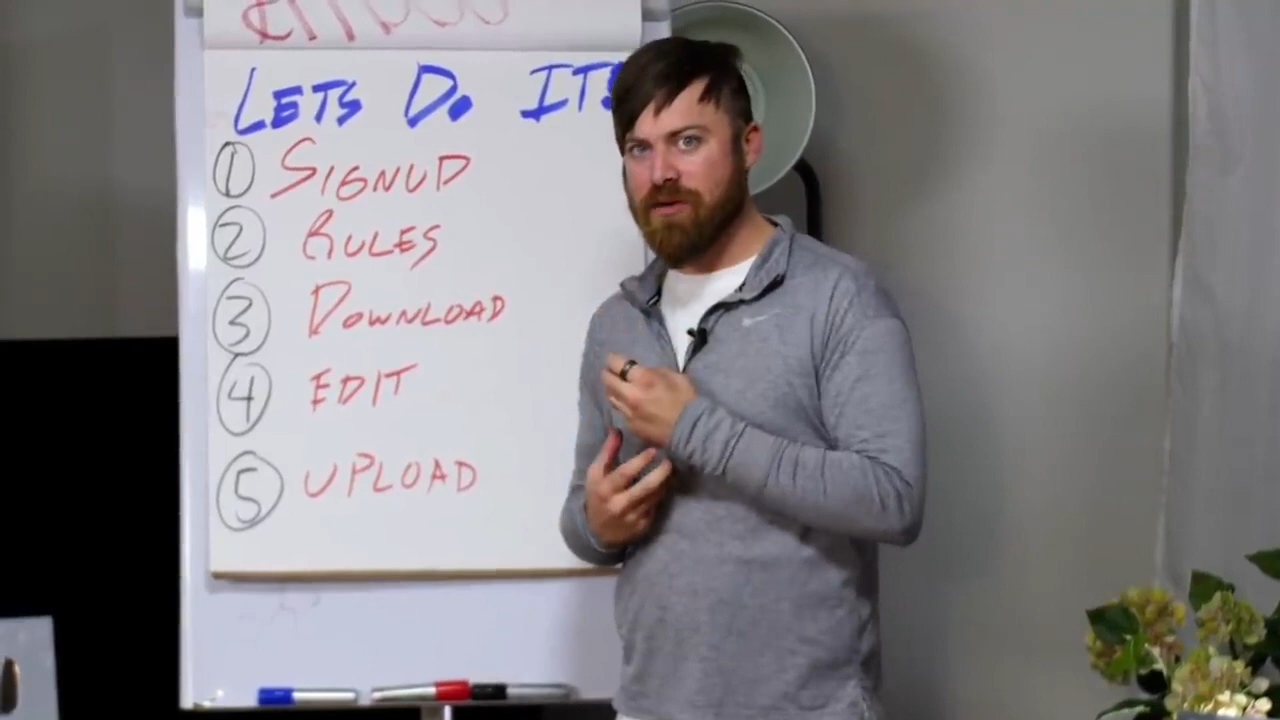 LETS DO IT!
1 SIGNUP
2 RULES
3 DOWNLOAD
4 EDIT
5 UPLOAD